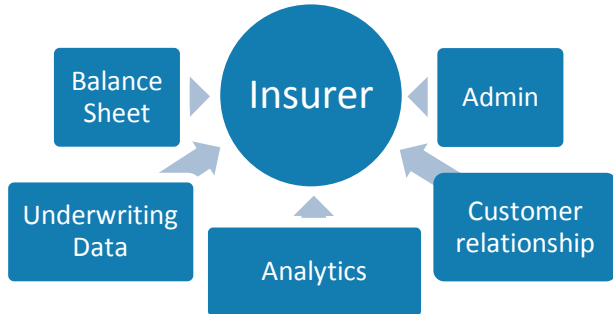 Insurer
Balance
Sheet
Admin
Underwriting
Data
Customer
relationship
Analytics